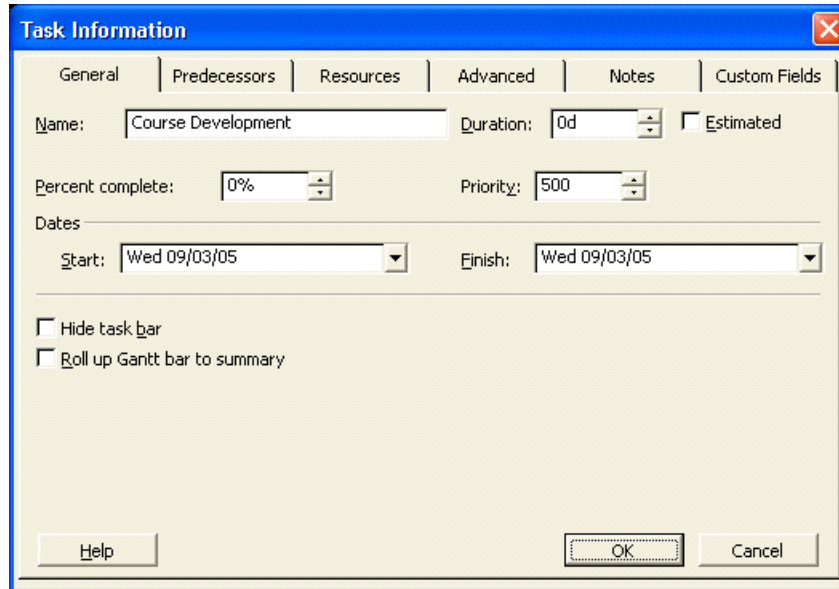 Task Information
General Predecessors Resources Advanced Notes Custom Fields
Name: Course Development Duration: 0d Estimated
Percent complete: 0% Priority: 500
Dates
Start: Wed 09/03/05 Finish: Wed 09/03/05
Hide task bar
Roll up Gantt bar to summary
Help OK Cancel